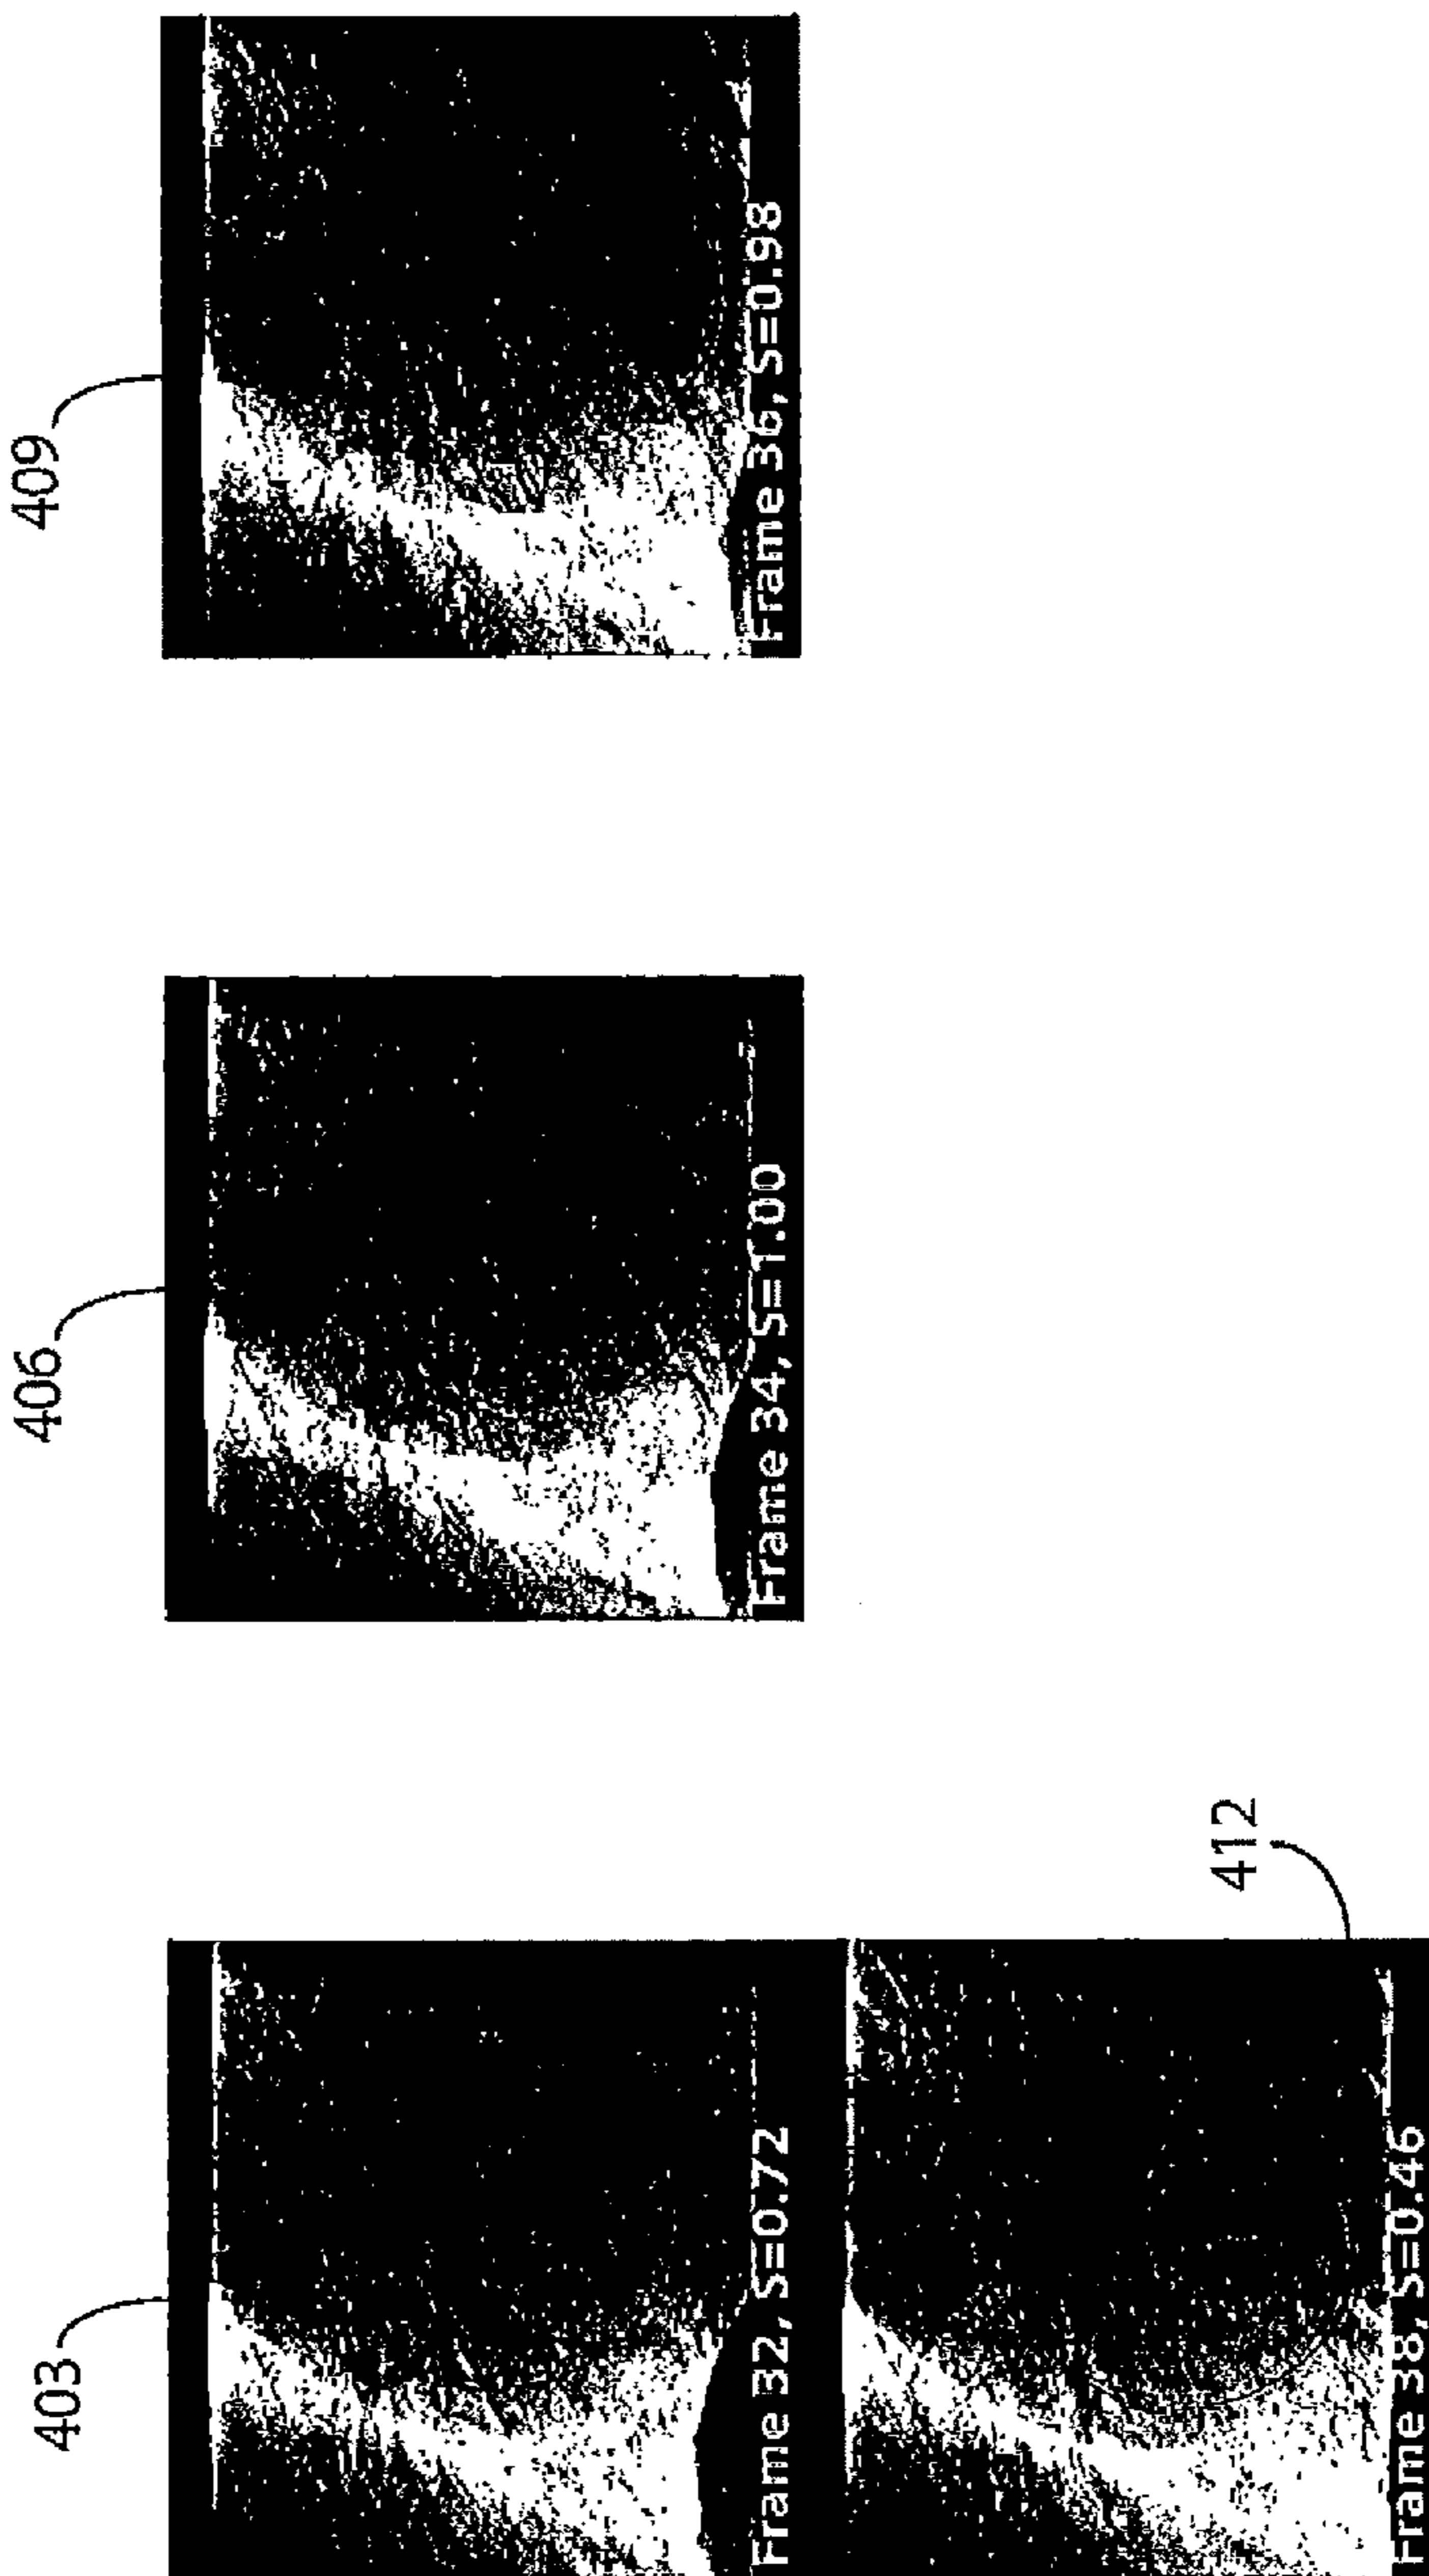 403
406
409
Frame 32, S=0.72
Frame 34, S=1.00
Frame 36, S=0.98
412
Frame 38, S=0.46